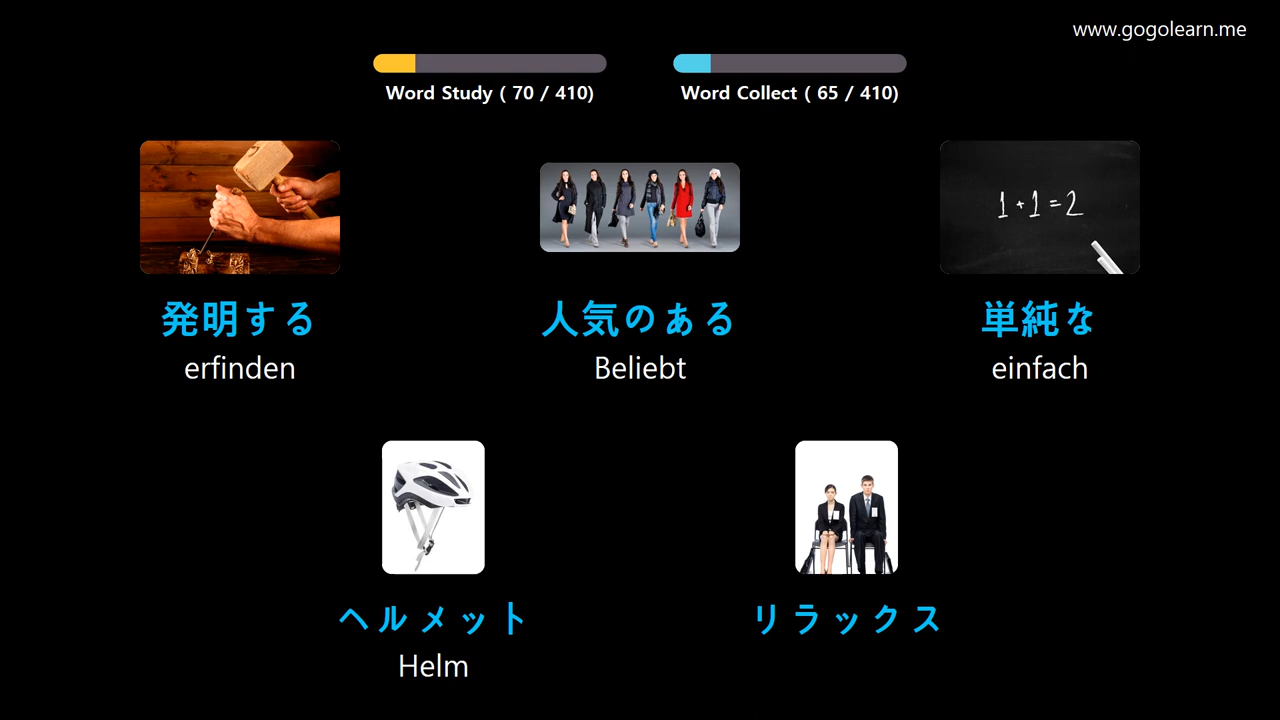 www.gogolearn.me
Word Study ( 70 / 410)
Word Collect ( 65 / 410)
1 + 1 = 2
発明する
人気のある
単純な
erfinden
Beliebt
einfach
ヘルメット
リラックス
Helm